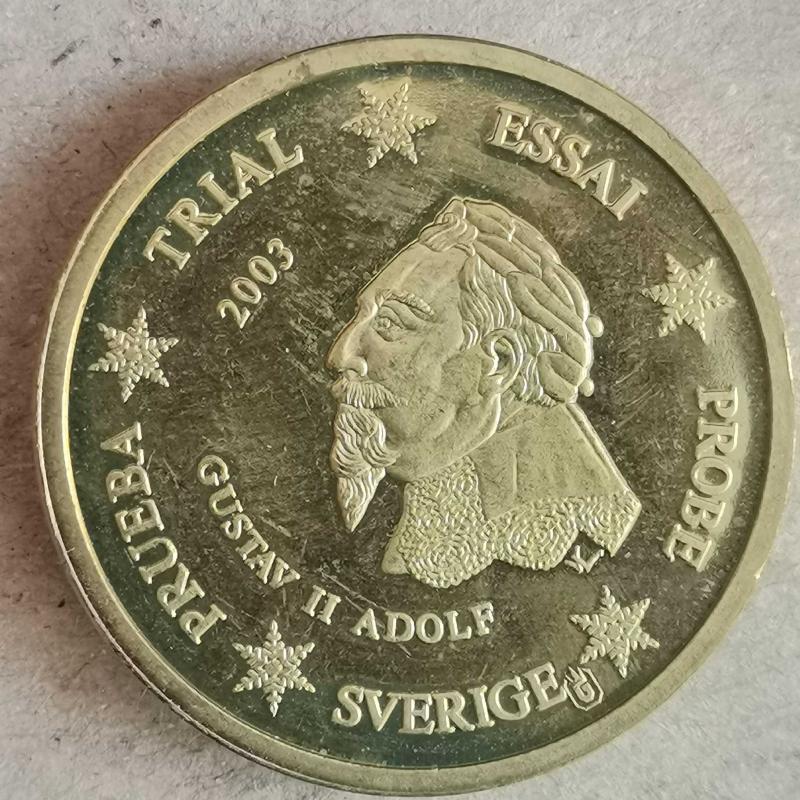 TRIAL
ESSAI
PROBE
SVERIGE
PRUEBA
2003
GUSTAV II ADOLF